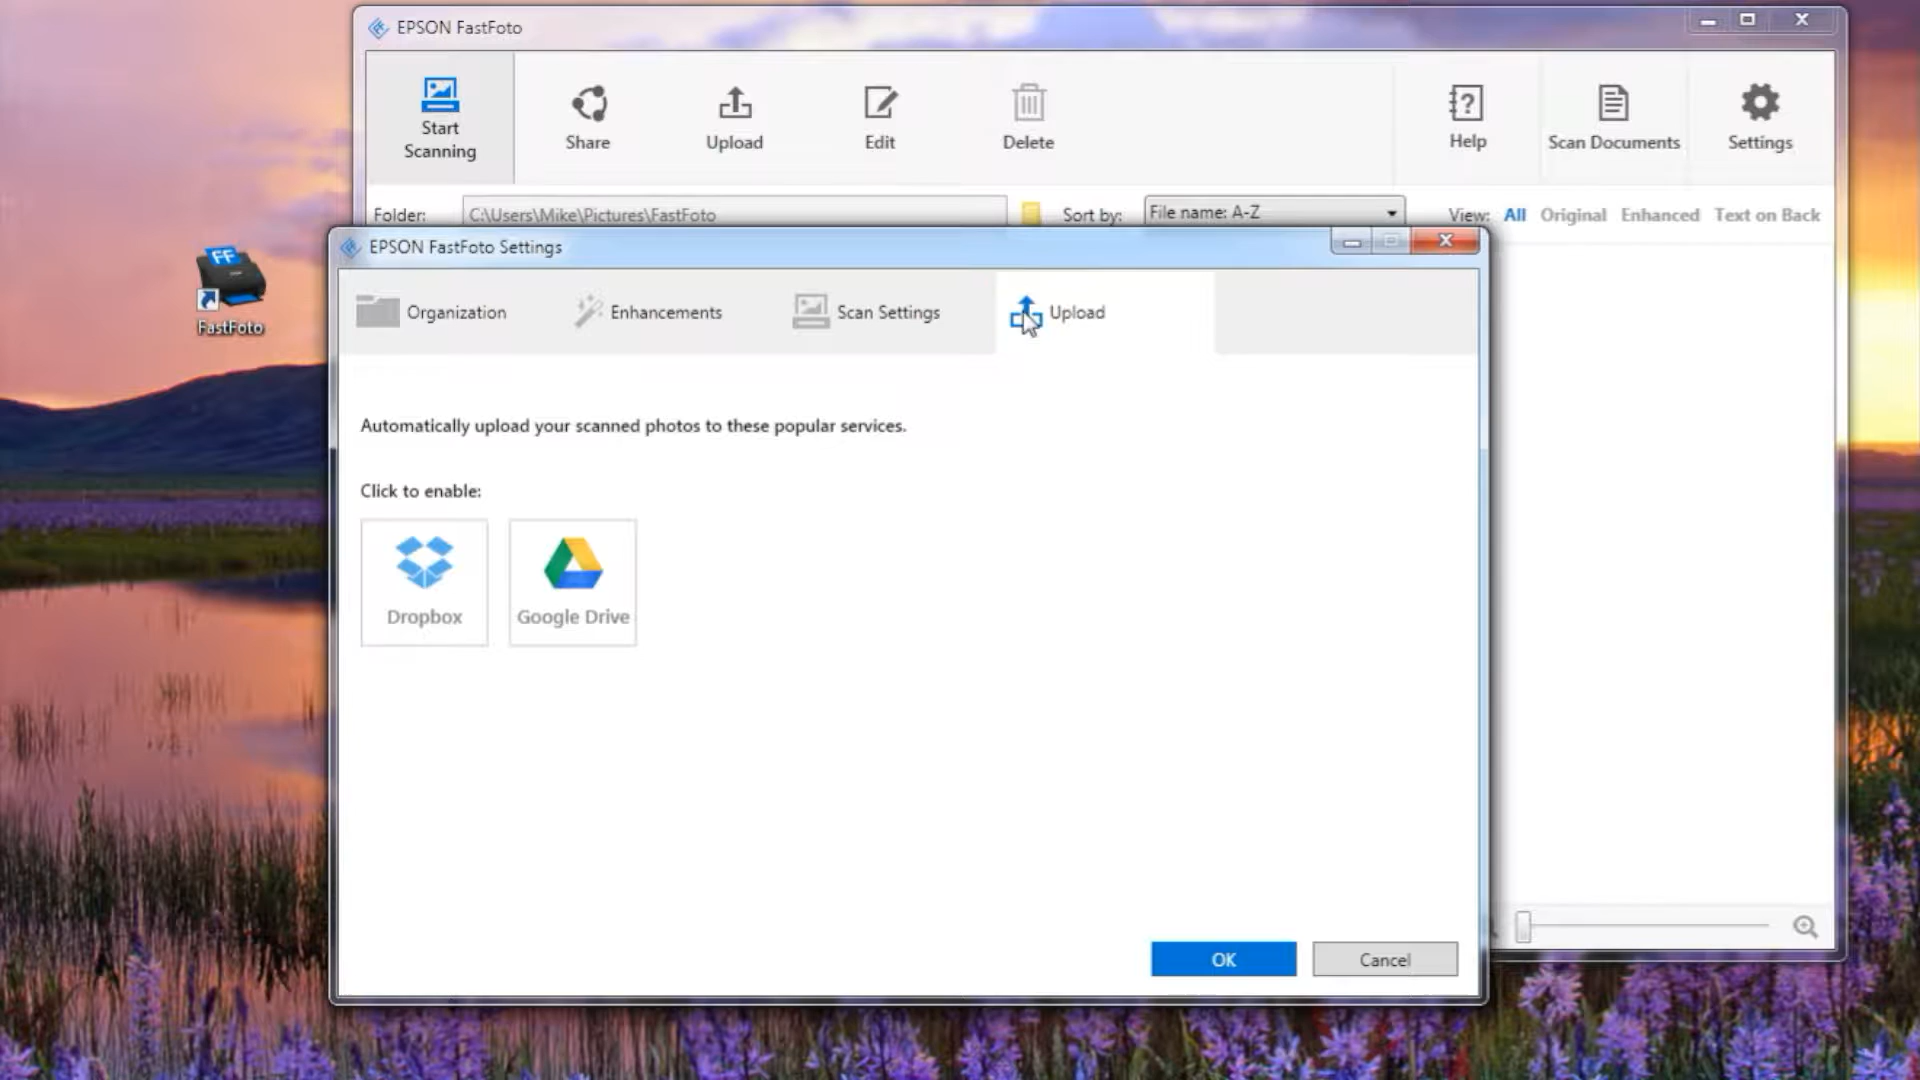 EPSON FastFoto
Start
Scanning
Share
Upload
Edit
Delete
Help
Scan Documents
Settings
Folder:
C:\Users\Mike\Pictures\FastFoto
Sort by:
File name: A-Z
View:
All
Original
Enhanced
Text on Back
FF
FastFoto
EPSON FastFoto Settings
Organization
Enhancements
Scan Settings
Upload
Automatically upload your scanned photos to these popular services.
Click to enable:
Dropbox
Google Drive
OK
Cancel